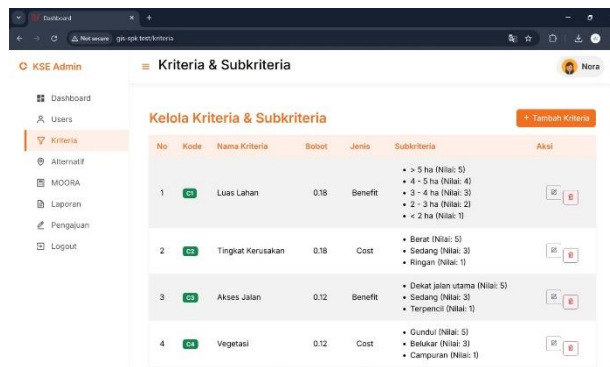 Dashboard
Not secure gis-spk.test/kriteria
KSE Admin
Kriteria & Subkriteria
Nora
Dashboard
Users
Kriteria
Alternatif
MOORA
Laporan
Pengajuan
Logout
Kelola Kriteria & Subkriteria
+ Tambah Kriteria
No Kode Nama Kriteria Bobot Jenis Subkriteria Aksi
1 C1 Luas Lahan 0.18 Benefit
• > 5 ha (Nilai: 5)
• 4 - 5 ha (Nilai: 4)
• 3 - 4 ha (Nilai: 3)
• 2 - 3 ha (Nilai: 2)
• < 2 ha (Nilai: 1)
2 C2 Tingkat Kerusakan 0.18 Cost
• Berat (Nilai: 5)
• Sedang (Nilai: 3)
• Ringan (Nilai: 1)
3 C3 Akses Jalan 0.12 Benefit
• Dekat jalan utama (Nilai: 5)
• Sedang (Nilai: 3)
• Terpencil (Nilai: 1)
4 C4 Vegetasi 0.12 Cost
• Gundul (Nilai: 5)
• Belukar (Nilai: 3)
• Campuran (Nilai: 1)